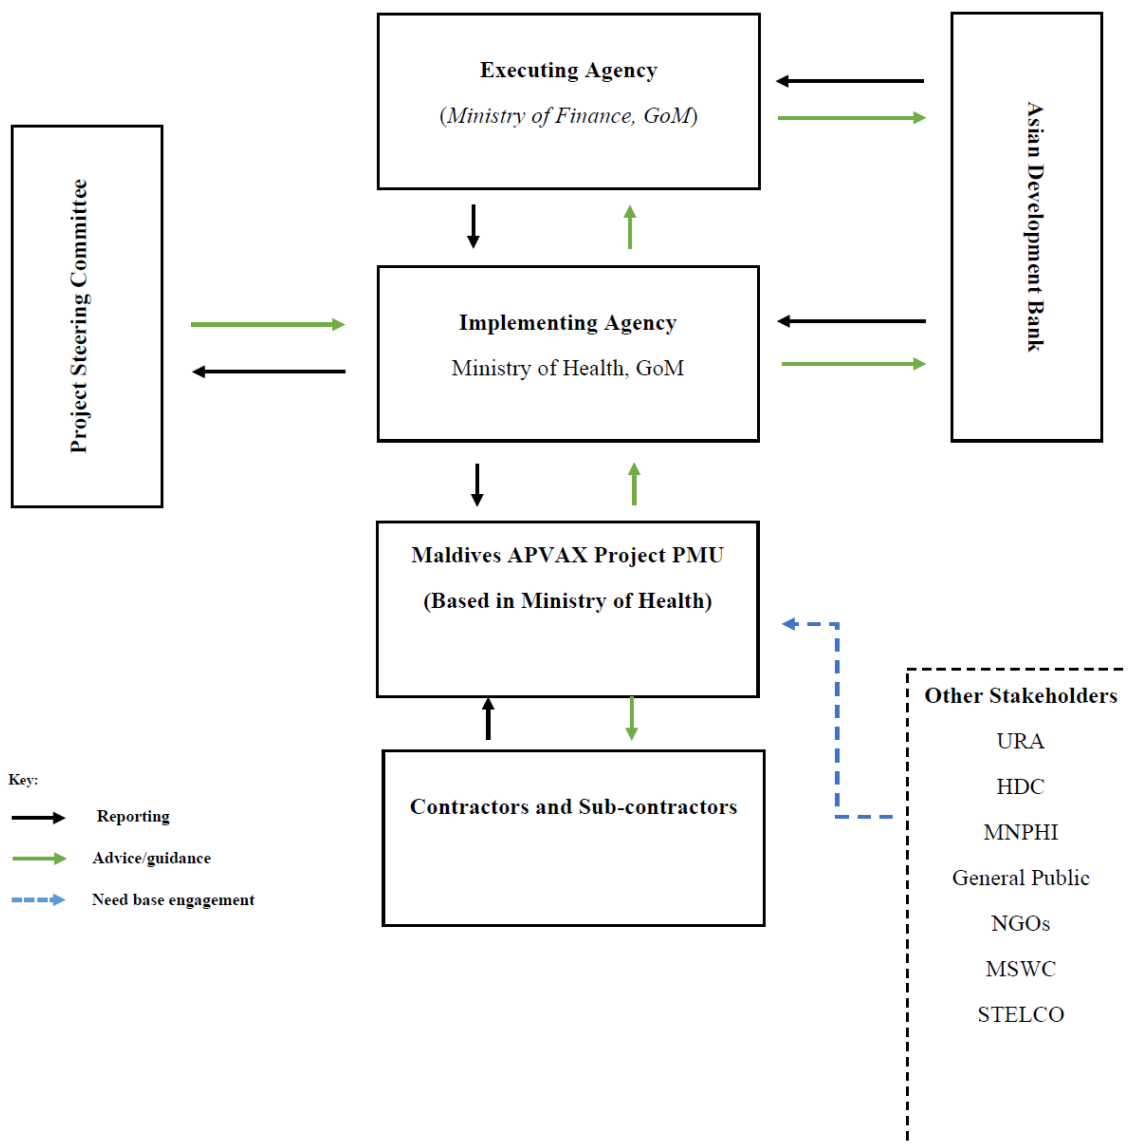 Executing Agency
(Ministry of Finance, GoM)
Asian Development
Bank
Project Steering Committee
Implementing Agency
Ministry of Health, GoM
Maldives APVAX Project PMU
(Based in Ministry of Health)
Contractors and Sub-contractors
Other Stakeholders
URA
HDC
MNPHI
General Public
NGOs
MSWC
STELCO
Key:
Reporting
Advice/guidance
Need base engagement